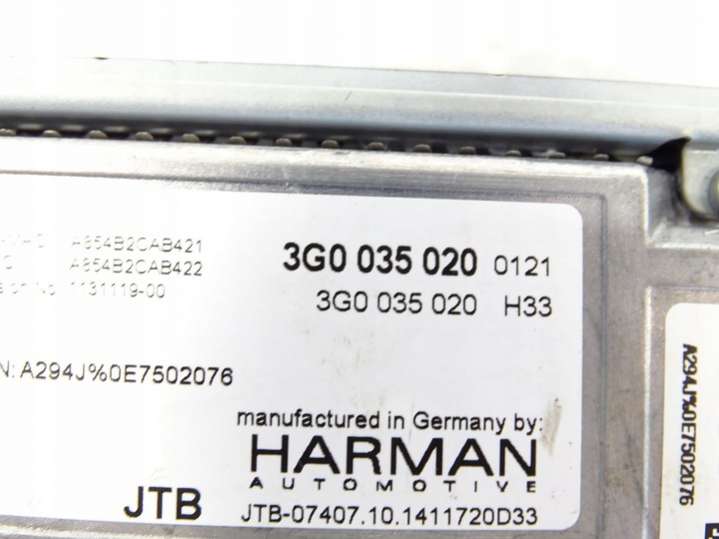 A854B2CAB421
A854B2CAB422
1131119-00
3G0 035 020 0121
3G0 035 020 H33
N: A294J%0E7502076
manufactured in Germany by:
HARMAN
AUTOMOTIVE
JTB
JTB-07407.10.1411720D33
A294J%0E7502076